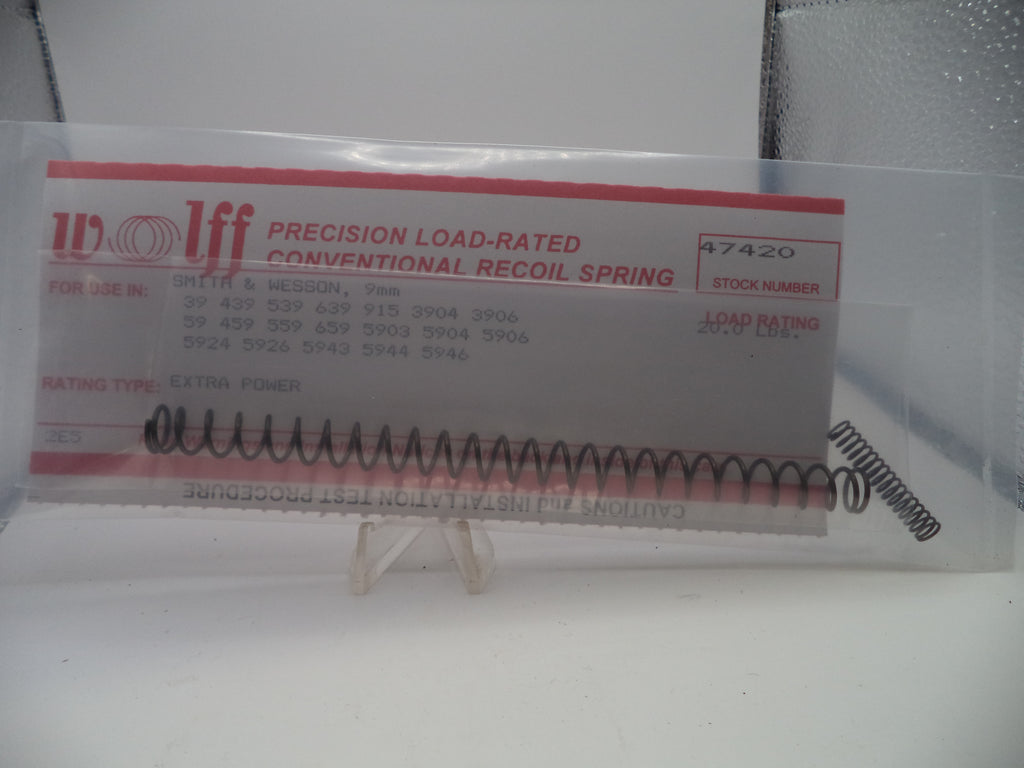 wolff
PRECISION LOAD-RATED
CONVENTIONAL RECOIL SPRING
47420
STOCK NUMBER
FOR USE IN: SMITH & WESSON, 9mm
39 439 539 639 915 3904 3906
59 459 559 659 5903 5904 5906
5924 5926 5943 5944 5946
LOAD RATING
20.0 Lbs.
RATING TYPE: EXTRA POWER
2E5
CAUTIONS and INSTALLATION TEST PROCEDURE